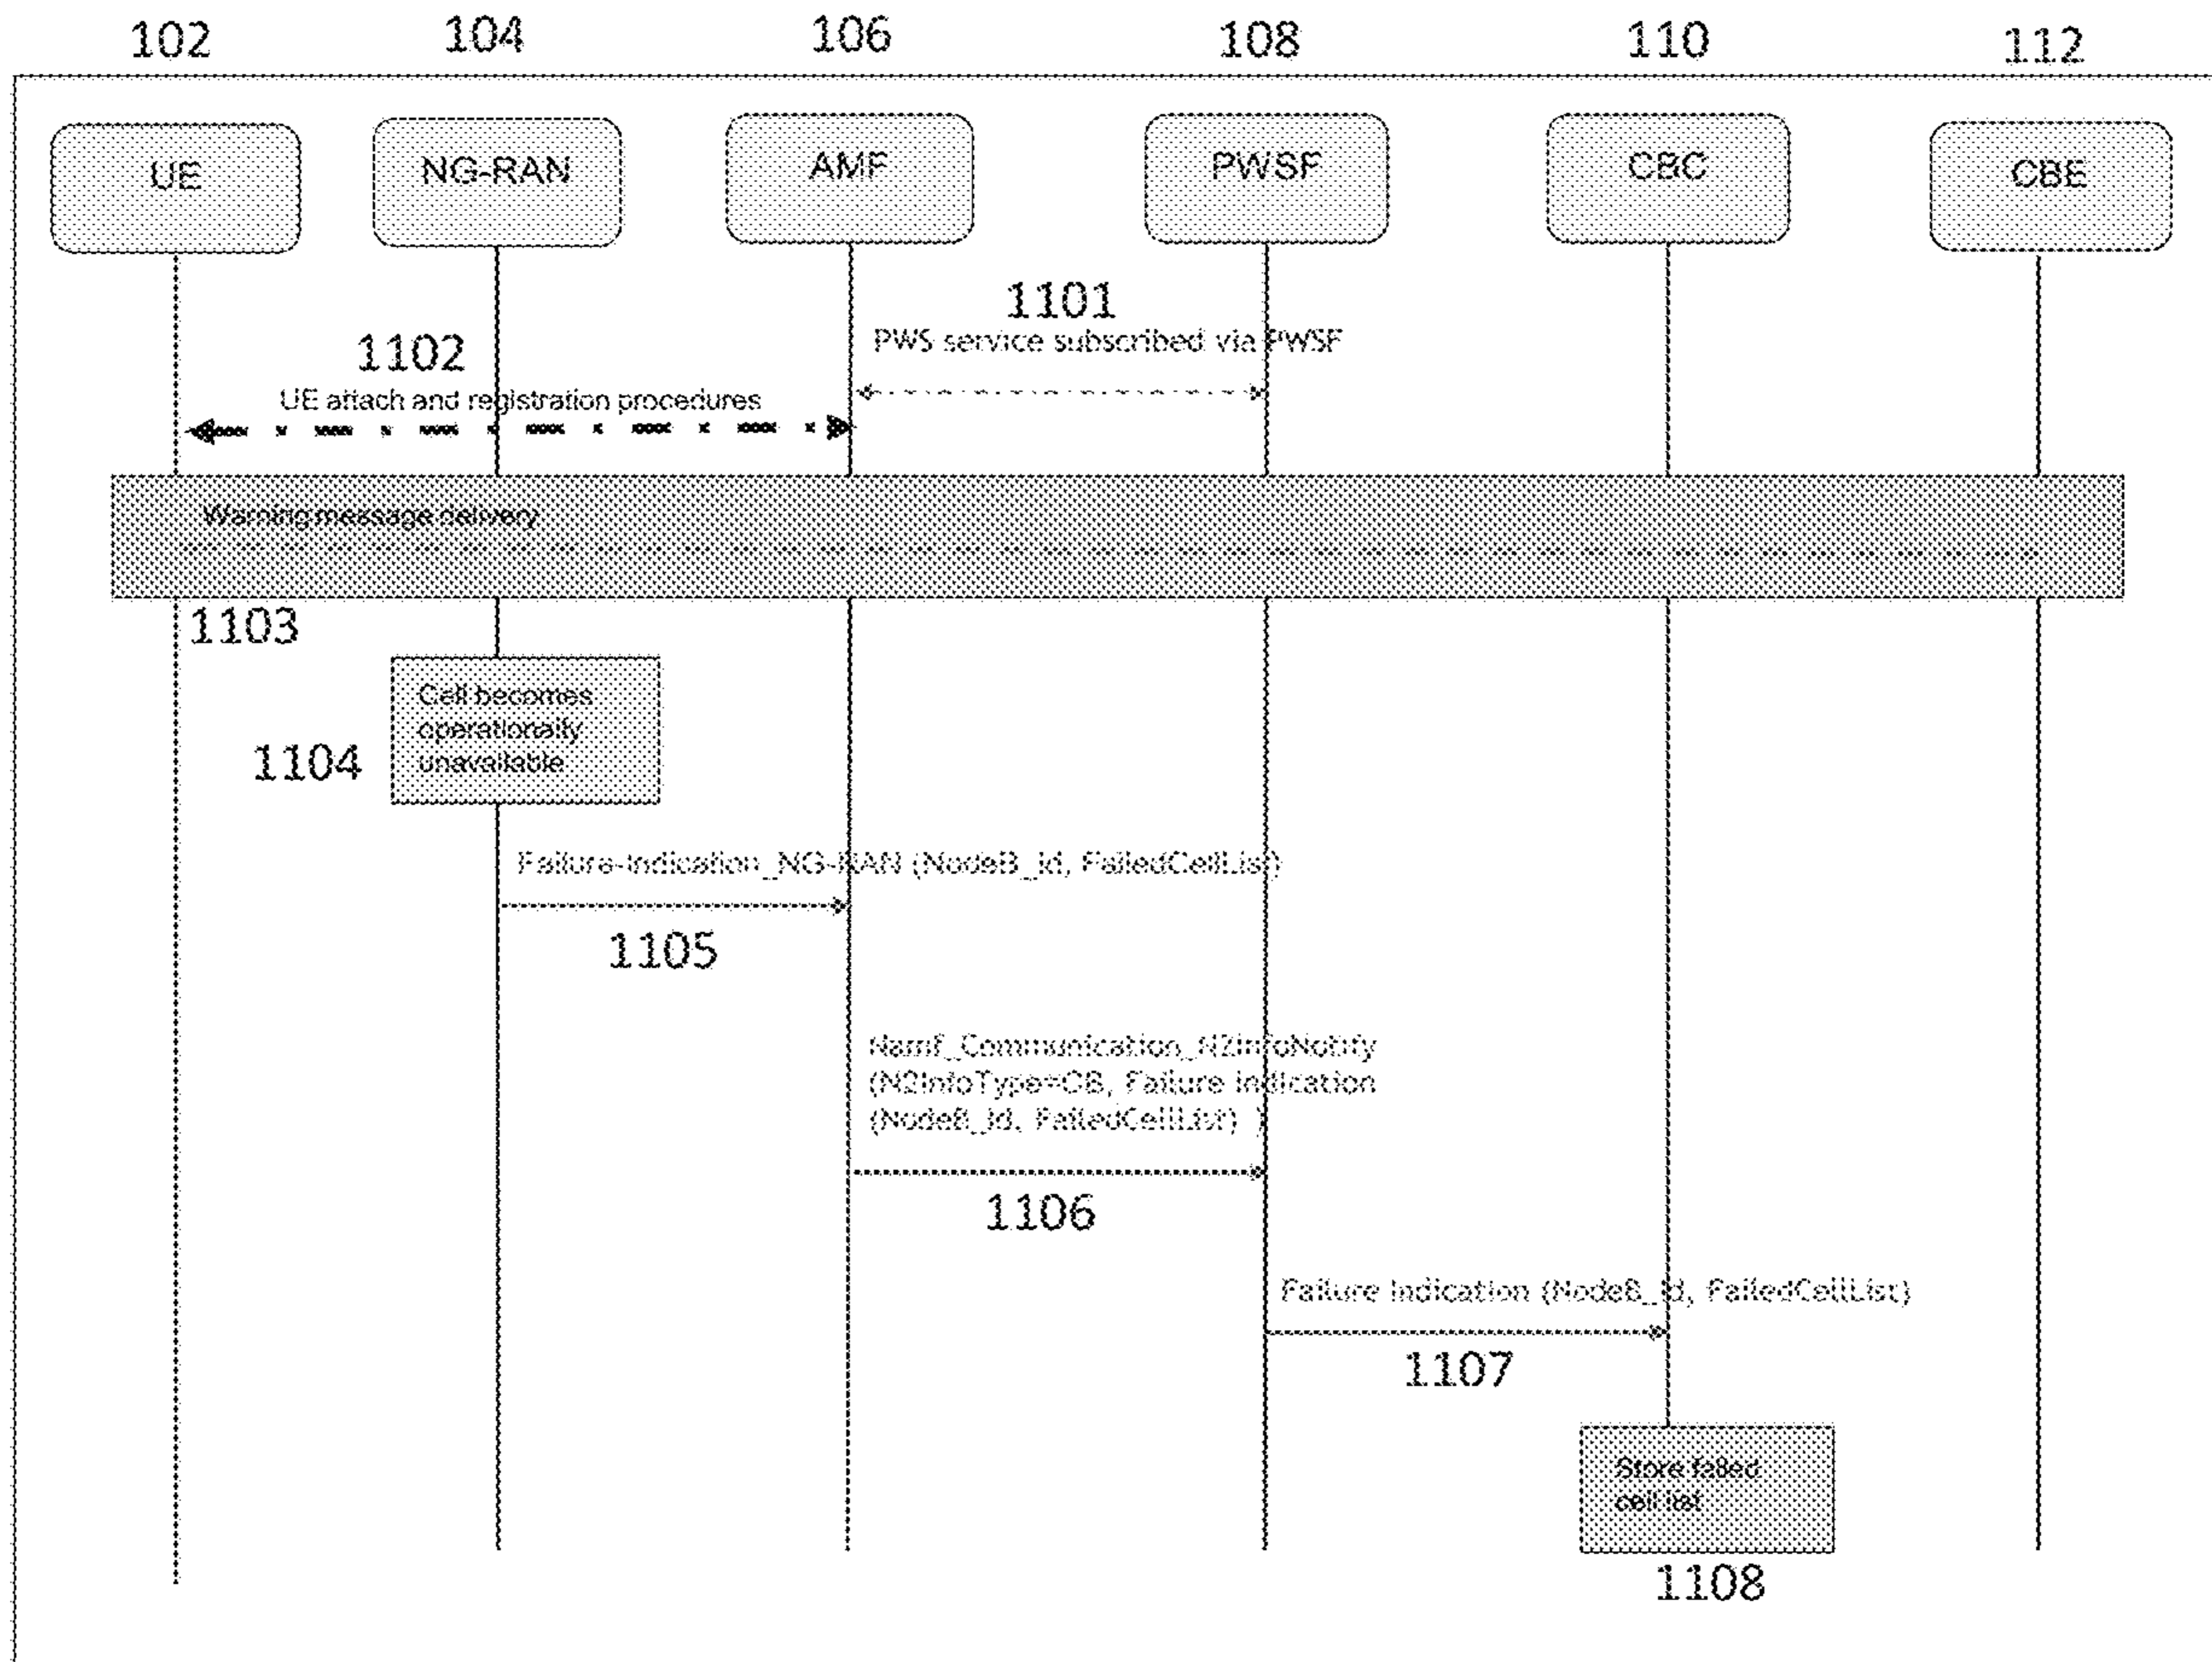 102 104 106 108 110 112
UE NG-RAN AMF PWSF CBC CBE
1101
PWS service subscribed via PWSF
1102
UE attach and registration procedures
Warning message delivery
1103
Cell becomes
operationally
unavailable
1104
Failure-Indication_NG-RAN (NodeB_Id, FailedCellList)
1105
Namf_Communication_N2InfoNotify
(N2InfoType=CB, Failure Indication
(NodeB_Id, FailedCellList) )
1106
Failure Indication (NodeB_Id, FailedCellList)
1107
Store failed
cell list
1108